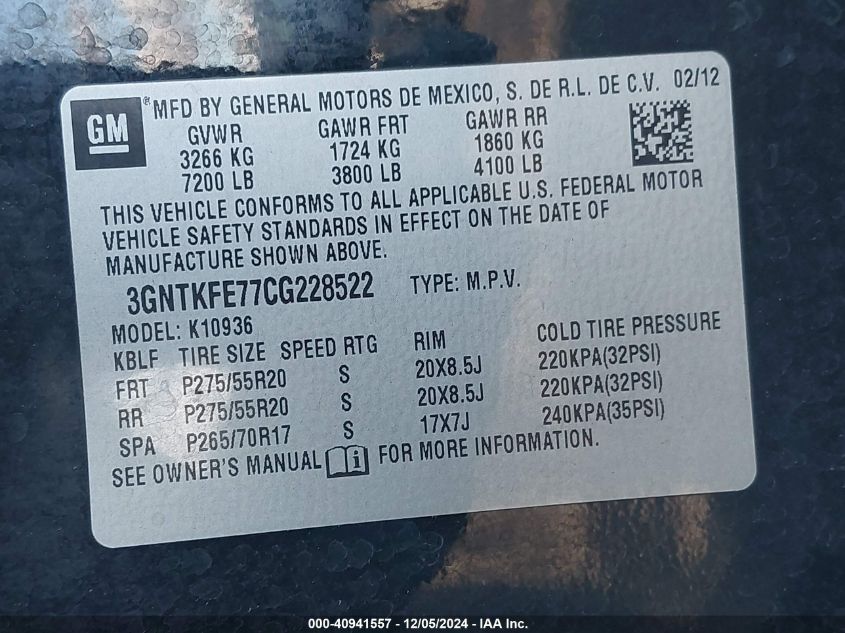 GM ® MFD BY GENERAL MOTORS DE MEXICO, S. DE R.L. DE C.V. 02/12
GVWR GAWR FRT GAWR RR
3266 KG 1724 KG 1860 KG
7200 LB 3800 LB 4100 LB
THIS VEHICLE CONFORMS TO ALL APPLICABLE U.S. FEDERAL MOTOR
VEHICLE SAFETY STANDARDS IN EFFECT ON THE DATE OF
MANUFACTURE SHOWN ABOVE.
3GNTKFE77CG228522 TYPE: M.P.V.
MODEL: K10936
KBLF TIRE SIZE SPEED RTG RIM COLD TIRE PRESSURE
FRT P275/55R20 S 20X8.5J 220KPA(32PSI)
RR P275/55R20 S 20X8.5J 220KPA(32PSI)
SPA P265/70R17 S 17X7J 240KPA(35PSI)
SEE OWNER'S MANUAL i FOR MORE INFORMATION.
000-40941557 - 12/05/2024 - IAA Inc.